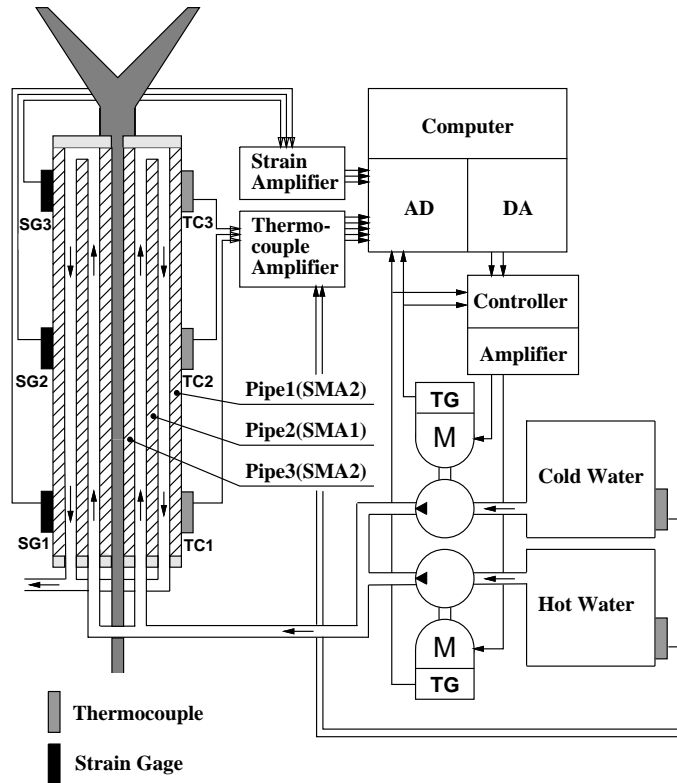 Computer
Strain
Amplifier
AD
DA
SG3
TC3
Thermo-
couple
Amplifier
Controller
Amplifier
SG2
TC2
Pipe1(SMA2)
TG
Pipe2(SMA1)
M
Pipe3(SMA2)
Cold Water
SG1
TC1
Hot Water
M
TG
Thermocouple
Strain Gage